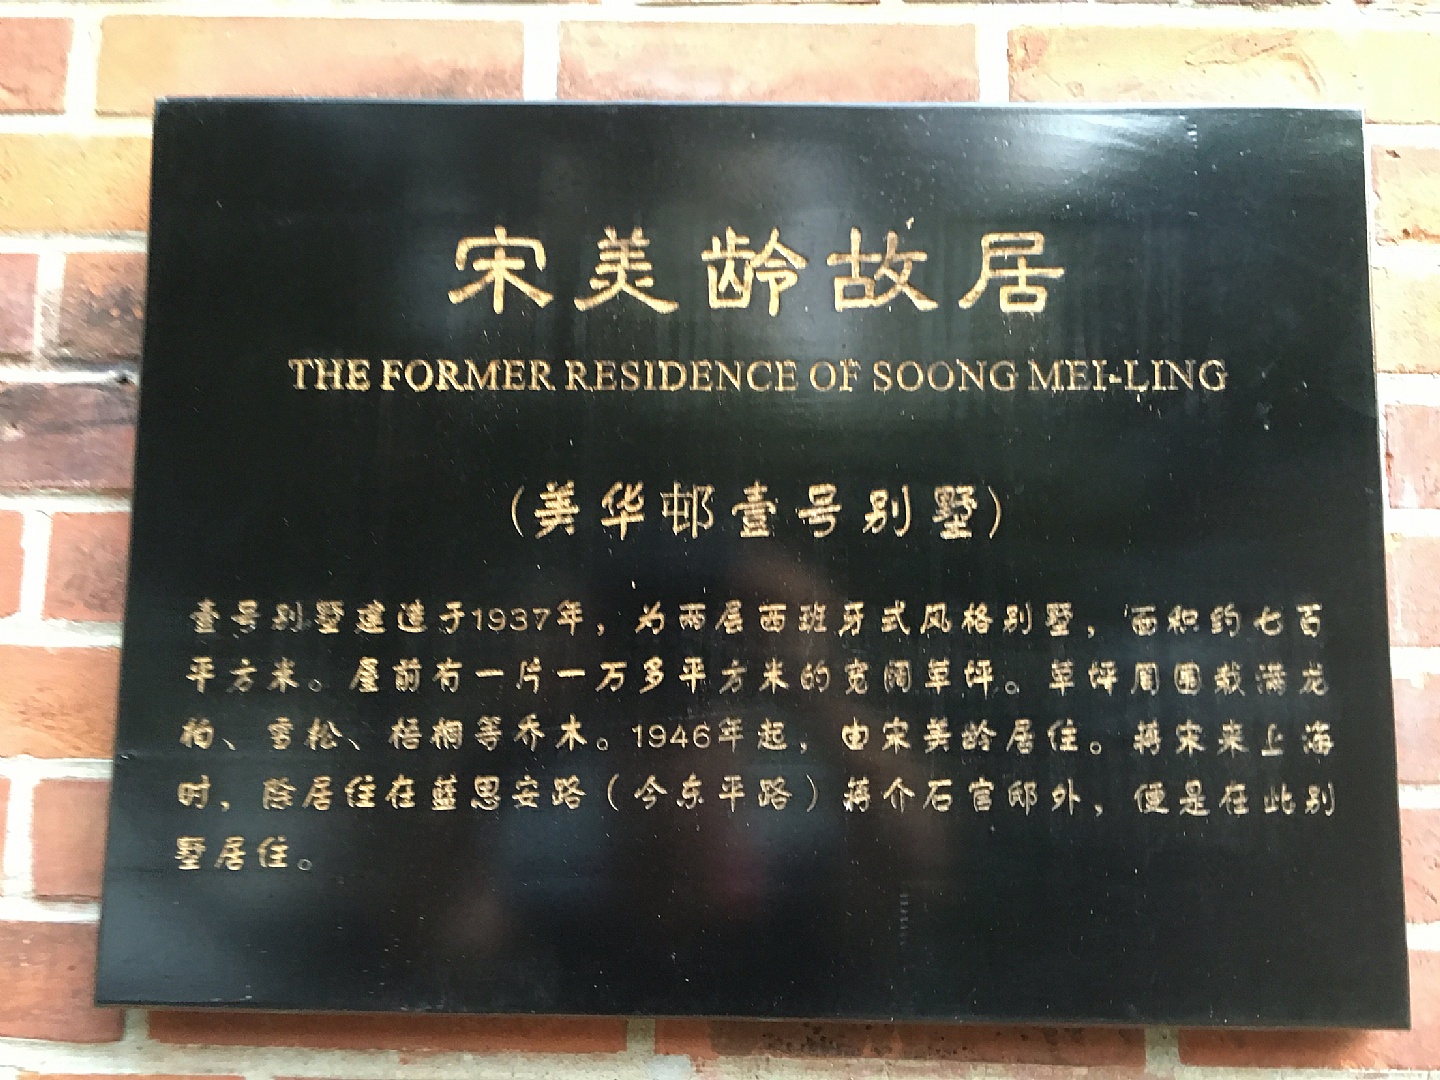 宋美龄故居
THE FORMER RESIDENCE OF SOONG MEI-LING
(美华邨壹号别墅)
壹号别墅建造于1937年，为两层西班牙式风格别墅，面积约七百
平方米。屋前有一片一万多平方米的宽阔草坪。草坪周围栽满龙
柏、雪松、梧桐等乔木。1946年起，由宋美龄居住。蒋宋来上海
时，除居住在蓝思安路（今东平路）蒋介石官邸外，便是在此别
墅居住。